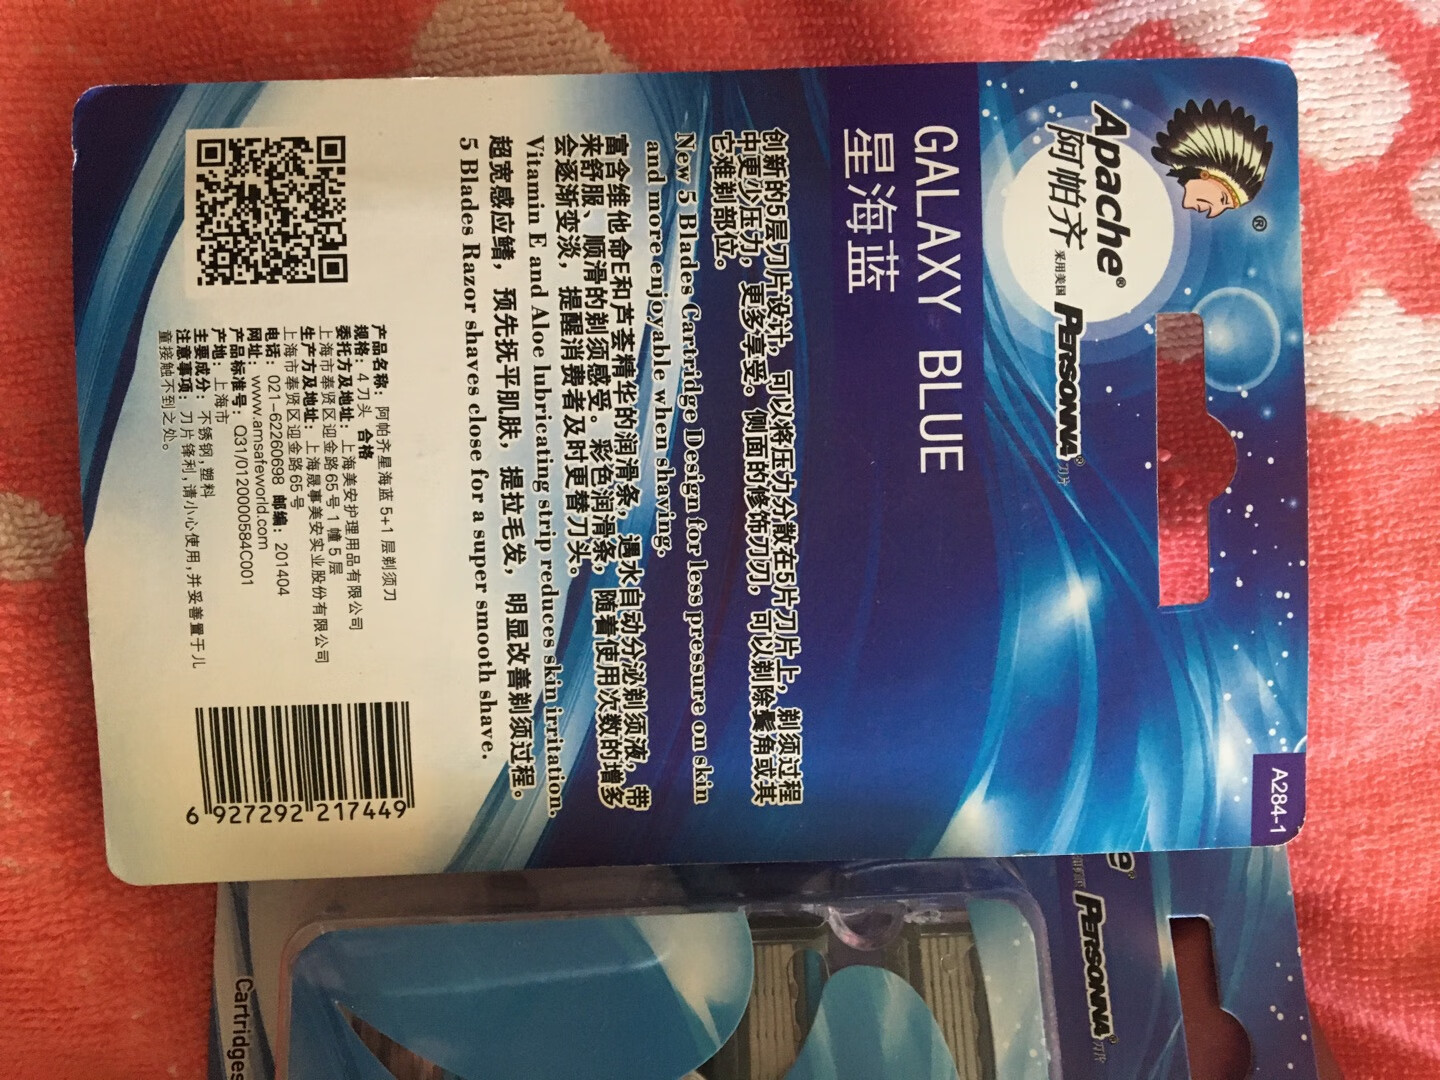 A284-1
®
Apache®
阿帕齐 采用美国 PERSONNA® 刀片
GALAXY BLUE
星海蓝
创新的5层刀片设计，可以将压力分散在5片刀片上，剃须过程
中更少压力，更多享受。侧面的修饰刀刃，可以剃除鬓角或其
它难剃部位。
New 5 Blades Cartridge Design for less pressure on skin
and more enjoyable when shaving.
富含维他命E和芦荟精华的润滑条，遇水自动分泌剃须液，带
来舒服、顺滑的剃须感受。彩色润滑条，随着使用次数的增多
会逐渐变淡，提醒消费者及时更替刀头。
Vitamin E and Aloe lubricating strip reduces skin irritation.
超宽感应鳍，预先抚平肌肤，提拉毛发，明显改善剃须过程。
5 Blades Razor shaves close for a super smooth shave.
产品名称：阿帕齐星海蓝 5+1 层剃须刀
规格：4 刀头 合格
委托方及地址：上海美安护理用品有限公司
上海市奉贤区迎金路 65 号 1 幢 5 层
生产方及地址：上海晟事美安实业股份有限公司
上海市奉贤区迎金路 65 号
电话：021-62260698 邮编：201404
网址：www.amsafeworld.com
产品标准号：Q31/0120000584C001
产地：上海市
主要成分：不锈钢,塑料
注意事项：刀片锋利,请小心使用,并妥善置于儿
童接触不到之处。
6 927292 217449
PERSONNA® 刀片
Cartridges